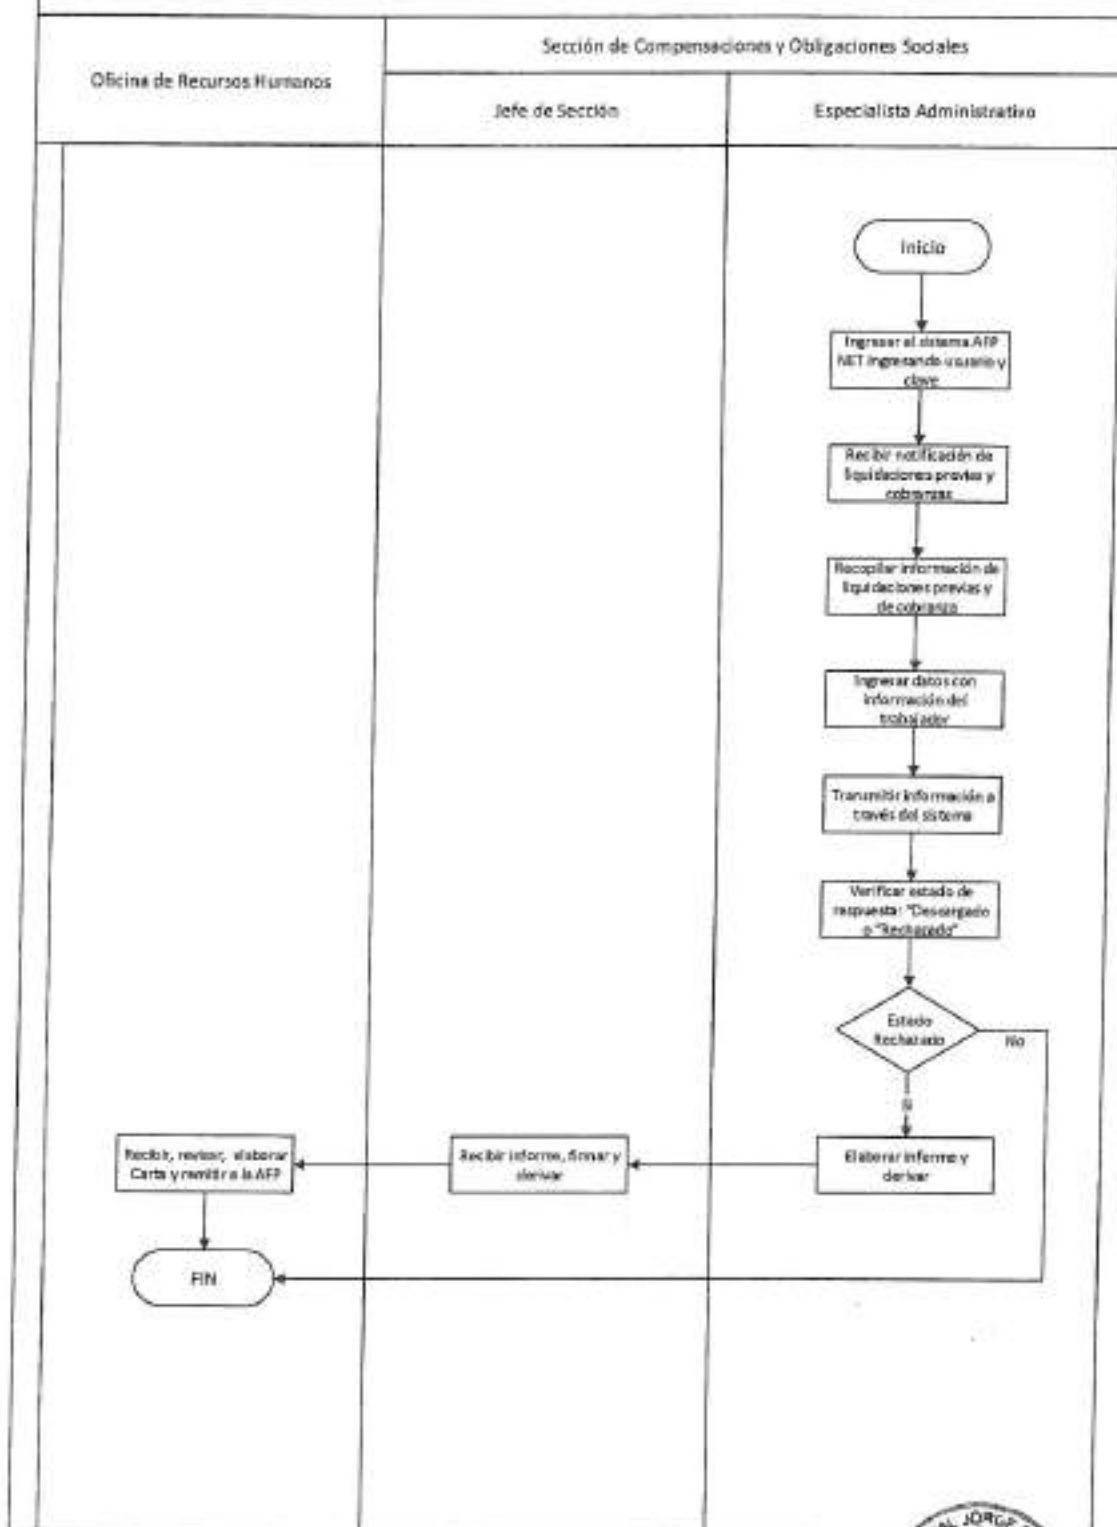 Sección de Compensaciones y Obligaciones Sociales
Oficina de Recursos Humanos
Jefe de Sección
Especialista Administrativo
Inicio
Ingresar al sistema AFP
NET ingresando usuario y
clave
Recibir notificación de
liquidaciones previas y
cobranzas
Recopilar información de
liquidaciones previas y
de cobranza
Ingresar datos con
información del
trabajador
Transmitir información a
través del sistema
Verificar estado de
respuesta: "Descargado
o "Rechazado"
Estado
Rechazado
No
Si
Recibir, revisar, elaborar
Carta y remitir a la AFP
Recibir informe, firmar y
derivar
Elaborar informe y
derivar
FIN
JORGE